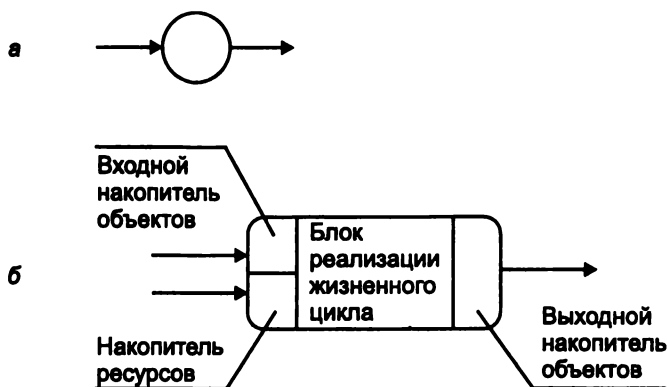 а
Входной
накопитель
объектов
б
Блок
реализации
жизненного
цикла
Накопитель
ресурсов
Выходной
накопитель
объектов